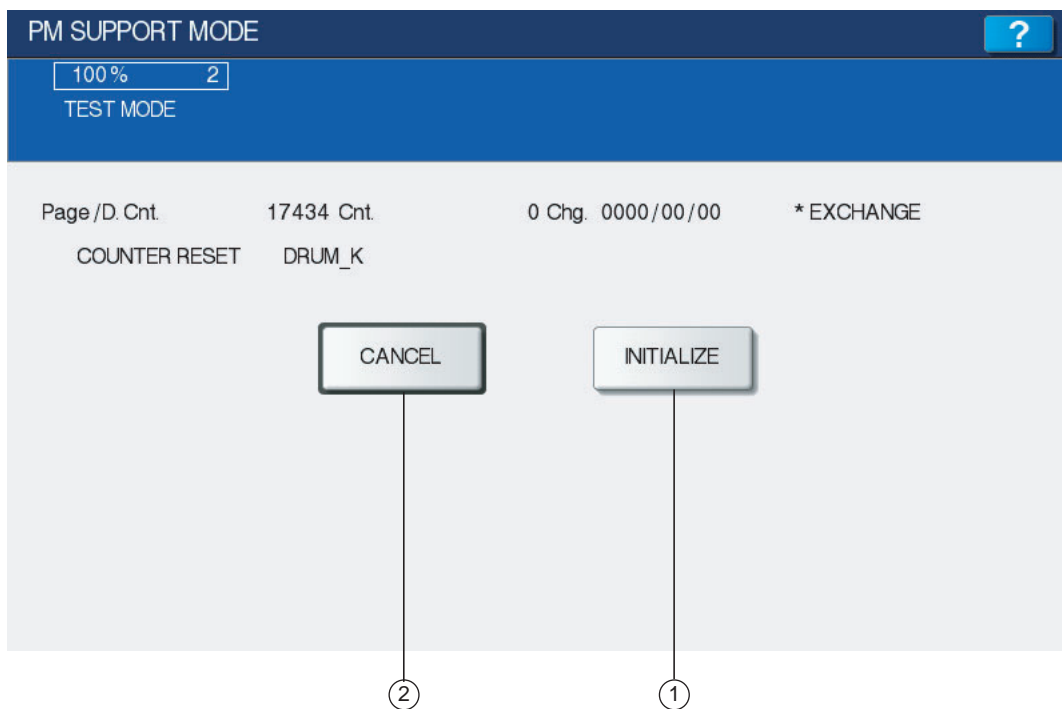 PM SUPPORT MODE ?
100% 2
TEST MODE
Page/D. Cnt. 17434 Cnt. 0 Chg. 0000/00/00 * EXCHANGE
COUNTER RESET DRUM_K
CANCEL INITIALIZE
2 1